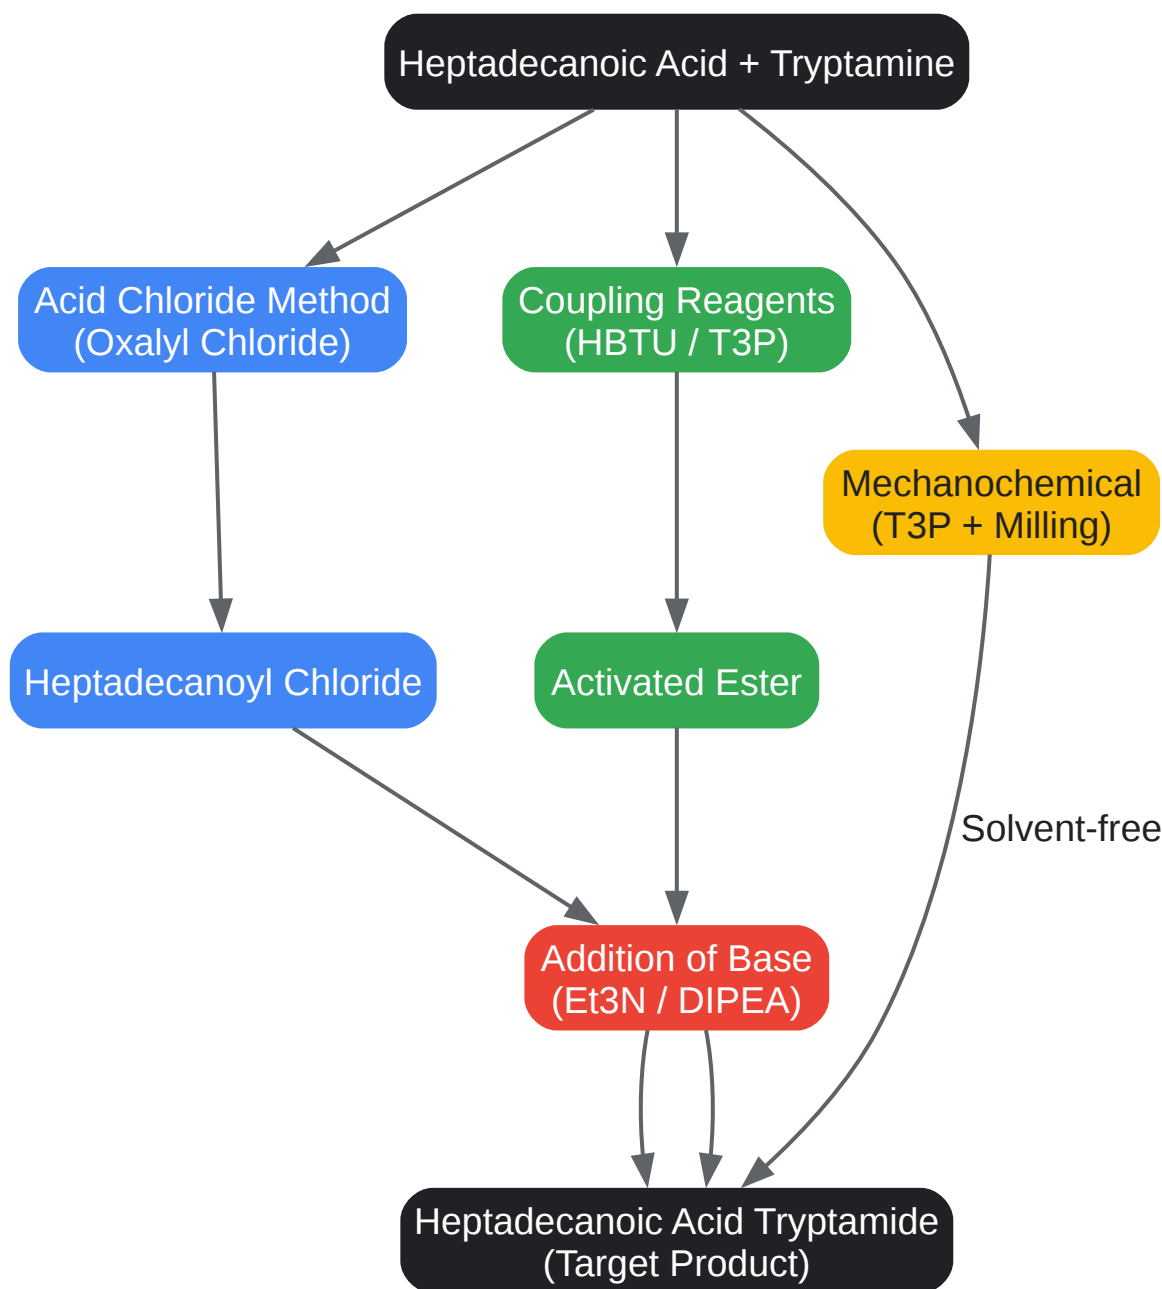 Heptadecanoic Acid + Tryptamine
Acid Chloride Method
(Oxalyl Chloride)
Coupling Reagents
(HBTU / T3P)
Mechanochemical
(T3P + Milling)
Heptadecanoyl Chloride
Activated Ester
Solvent-free
Addition of Base
(Et3N / DIPEA)
Heptadecanoic Acid Tryptamide
(Target Product)